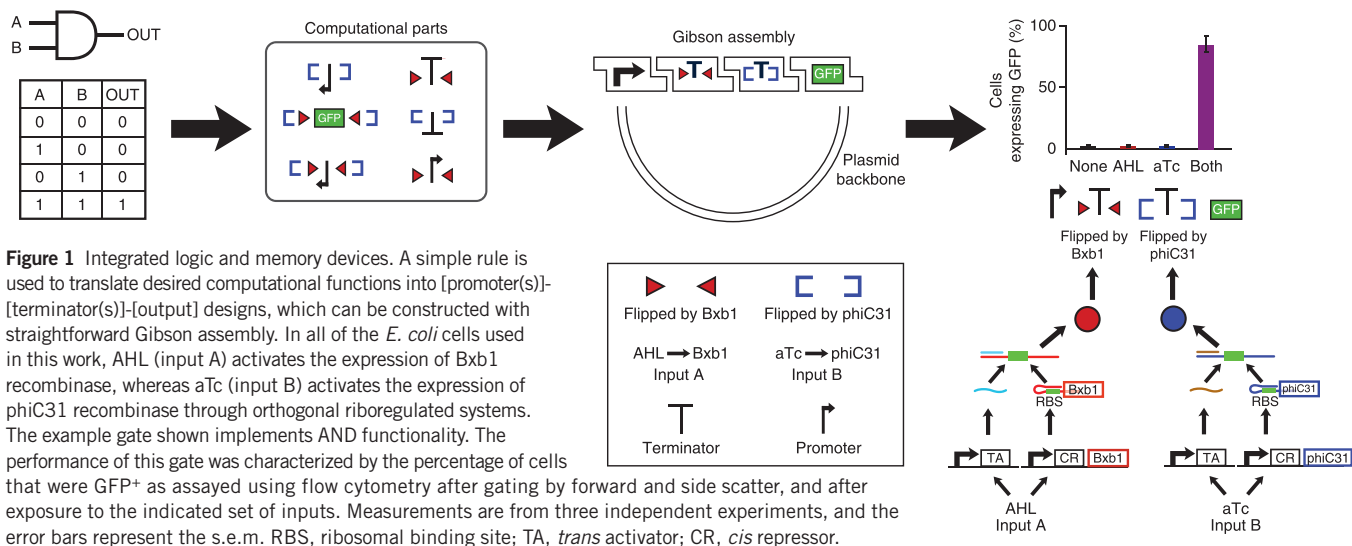 A
B
OUT
A B OUT
0 0 0
1 0 0
0 1 0
1 1 1
Computational parts
GFP
Gibson assembly
T T GFP
Plasmid
backbone
Cells
expressing GFP (%)
100
50
0
None AHL aTc Both
GFP
Flipped by
Bxb1
Flipped by
phiC31
Bxb1
RBS
phiC31
RBS
TA CR Bxb1
TA CR phiC31
AHL
Input A
aTc
Input B
Flipped by Bxb1
Flipped by phiC31
AHL Bxb1
Input A
aTc phiC31
Input B
Terminator
Promoter
Figure 1 Integrated logic and memory devices. A simple rule is
used to translate desired computational functions into [promoter(s)]-
[terminator(s)]-[output] designs, which can be constructed with
straightforward Gibson assembly. In all of the E. coli cells used
in this work, AHL (input A) activates the expression of Bxb1
recombinase, whereas aTc (input B) activates the expression of
phiC31 recombinase through orthogonal riboregulated systems.
The example gate shown implements AND functionality. The
performance of this gate was characterized by the percentage of cells
that were GFP+ as assayed using flow cytometry after gating by forward and side scatter, and after
exposure to the indicated set of inputs. Measurements are from three independent experiments, and the
error bars represent the s.e.m. RBS, ribosomal binding site; TA, trans activator; CR, cis repressor.